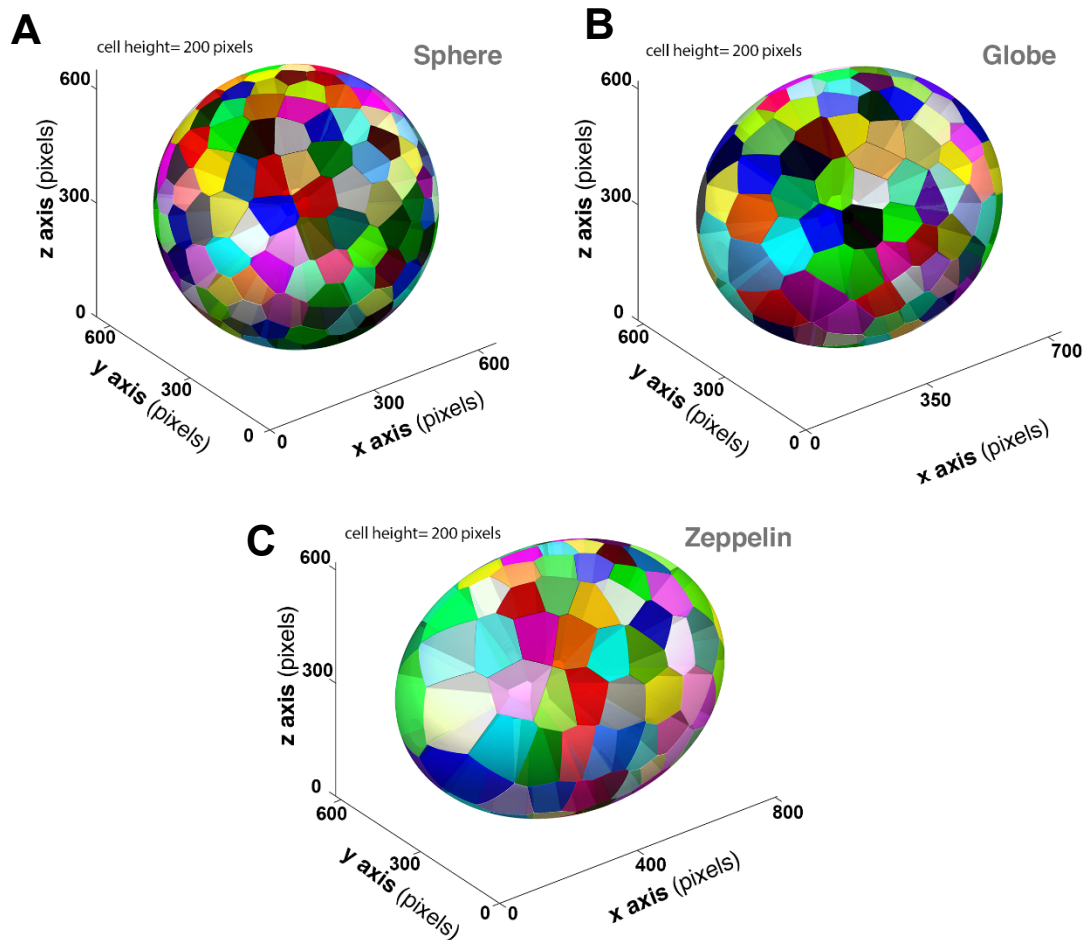 A
cell height= 200 pixels
Sphere
600
300
0
z axis (pixels)
600
300
0
y axis (pixels)
0
300
600
x axis (pixels)
B
cell height= 200 pixels
Globe
600
300
0
z axis (pixels)
600
300
0
y axis (pixels)
0
350
700
x axis (pixels)
C
cell height= 200 pixels
Zeppelin
600
300
0
z axis (pixels)
600
300
0
y axis (pixels)
0
400
800
x axis (pixels)